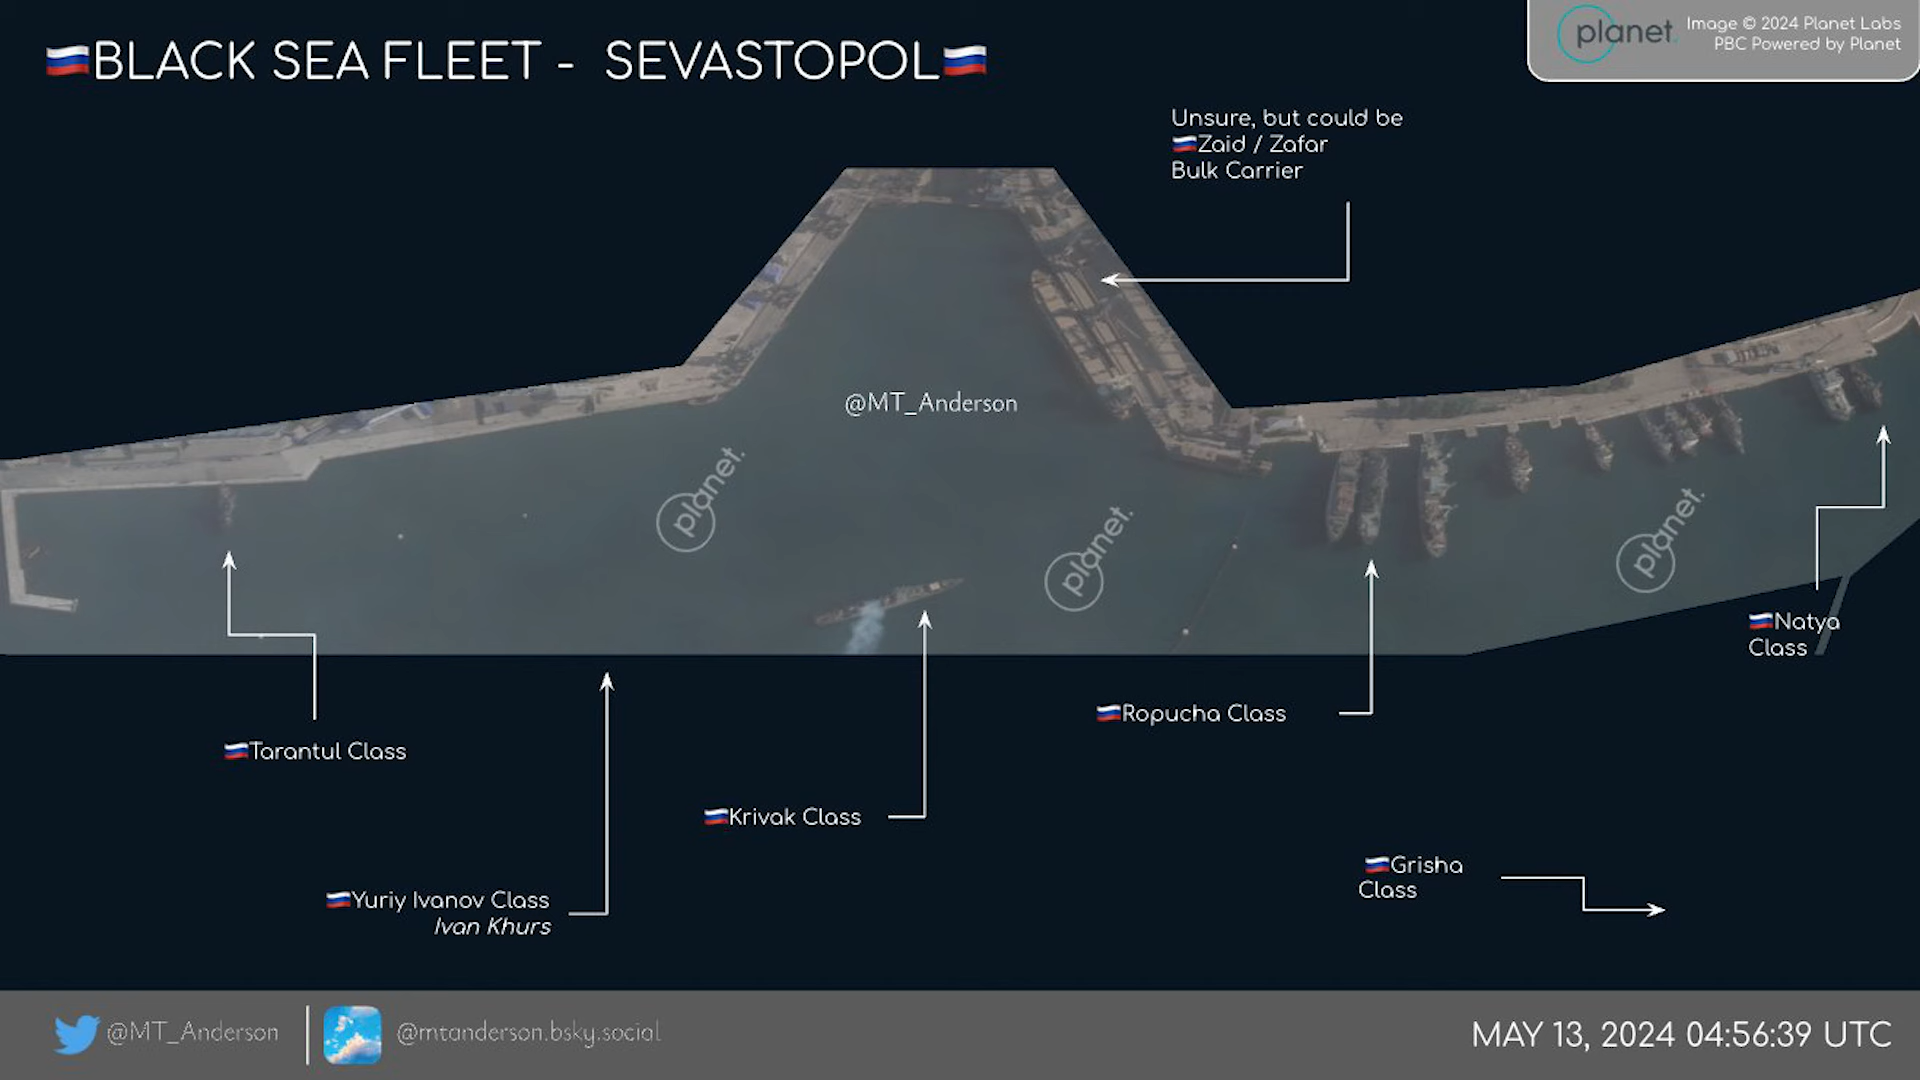 BLACK SEA FLEET - SEVASTOPOL
planet.
Image © 2024 Planet Labs
PBC Powered by Planet
Unsure, but could be
Zaid / Zafar
Bulk Carrier
@MT_Anderson
planet.
planet.
planet.
Natya
Class
Ropucha Class
Tarantul Class
Krivak Class
Grisha
Class
Yuriy Ivanov Class
Ivan Khurs
@MT_Anderson
@mtanderson.bsky.social
MAY 13, 2024 04:56:39 UTC